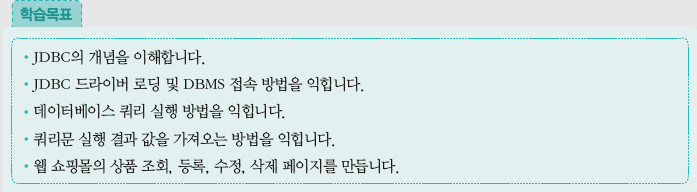 학습목표
• JDBC의 개념을 이해합니다.
• JDBC 드라이버 로딩 및 DBMS 접속 방법을 익힙니다.
• 데이터베이스 쿼리 실행 방법을 익힙니다.
• 쿼리문 실행 결과 값을 가져오는 방법을 익힙니다.
• 웹 쇼핑몰의 상품 조회, 등록, 수정, 삭제 페이지를 만듭니다.